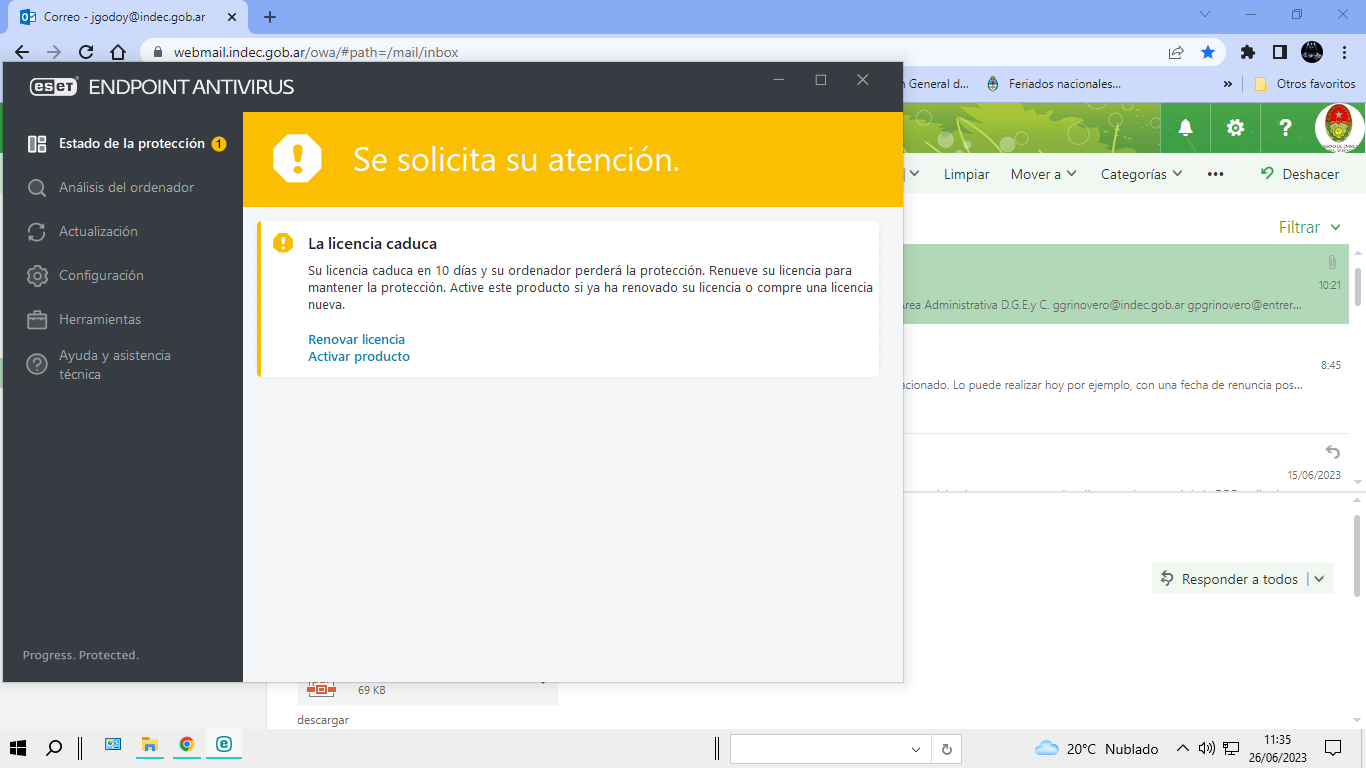 Correo - jgodoy@indec.gob.ar
webmail.indec.gob.ar/owa/#path=/mail/inbox
n General d...
Feriados nacionales...
»
Otros favoritos
eset ENDPOINT ANTIVIRUS
Estado de la protección 1
Análisis del ordenador
Actualización
Configuración
Herramientas
Ayuda y asistencia
técnica
Progress. Protected.
Se solicita su atención.
La licencia caduca
Su licencia caduca en 10 días y su ordenador perderá la protección. Renueve su licencia para
mantener la protección. Active este producto si ya ha renovado su licencia o compre una licencia
nueva.
Renovar licencia
Activar producto
Limpiar
Mover a
Categorías
Deshacer
Filtrar
10:21
Area Administrativa D.G.E.y C. ggrinovero@indec.gob.ar gpgrinovero@entrer...
8:45
acionado. Lo puede realizar hoy por ejemplo, con una fecha de renuncia pos...
15/06/2023
Responder a todos
69 KB
descargar
20°C Nublado
11:35
26/06/2023